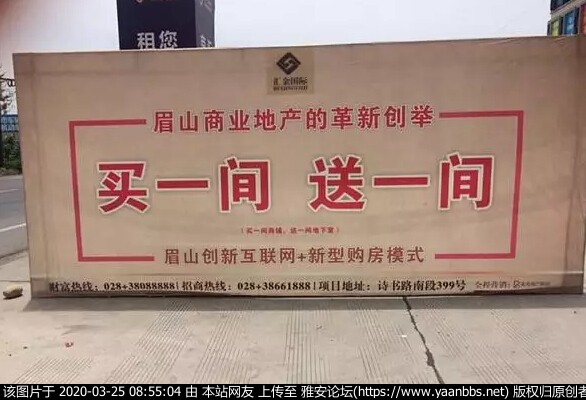 租您
汇金国际
眉山商业地产的革新创举
买一间 送一间
(买一间商铺，送一间地下室)
眉山创新互联网+新型购房模式
财富热线：028+38088888|招商热线：028+38661888|项目地址：诗书路南段399号 全程营销：
该图片于 2020-03-25 08:55:04 由 本站网友 上传至 雅安论坛(https://www.yaanbbs.net) 版权归原创者